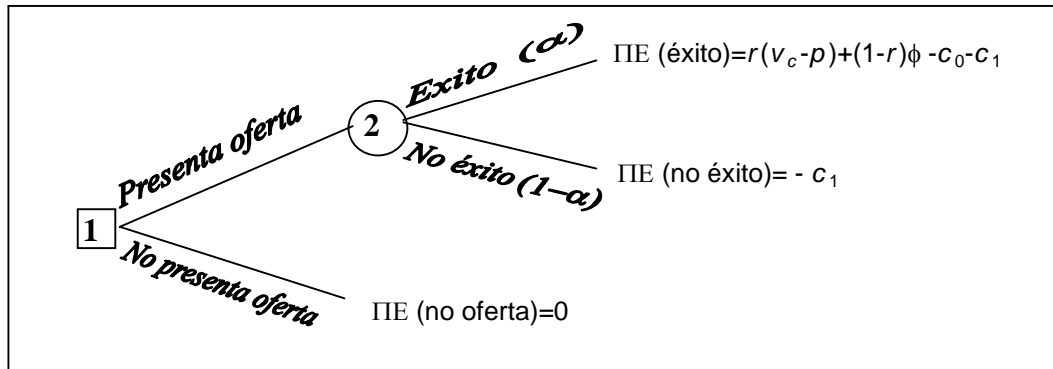 Exito (α)
ΠE (éxito)=r(v_c-p)+(1-r)ϕ -c_0-c_1
Presenta oferta
2
No éxito (1–α)
ΠE (no éxito)= - c_1
1
No presenta oferta
ΠE (no oferta)=0